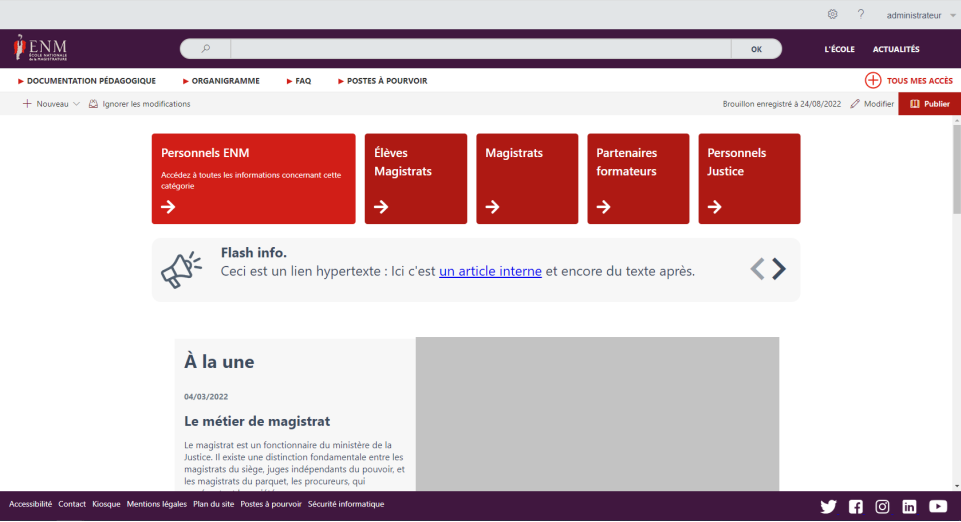 ? administrateur
ENM
ÉCOLE NATIONALE
de la MAGISTRATURE
OK
L'ÉCOLE ACTUALITÉS
DOCUMENTATION PÉDAGOGIQUE ORGANIGRAMME FAQ POSTES À POURVOIR
TOUS MES ACCÈS
Nouveau Ignorer les modifications
Brouillon enregistré à 24/08/2022 Modifier Publier
Personnels ENM
Accédez à toutes les informations concernant cette
catégorie
Élèves
Magistrats
Magistrats
Partenaires
formateurs
Personnels
Justice
Flash info.
Ceci est un lien hypertexte : Ici c'est un article interne et encore du texte après.
À la une
04/03/2022
Le métier de magistrat
Le magistrat est un fonctionnaire du ministère de la
Justice. Il existe une distinction fondamentale entre les
magistrats du siège, juges indépendants du pouvoir, et
les magistrats du parquet, les procureurs, qui
Accessibilité Contact Kiosque Mentions légales Plan du site Postes à pourvoir Sécurité informatique